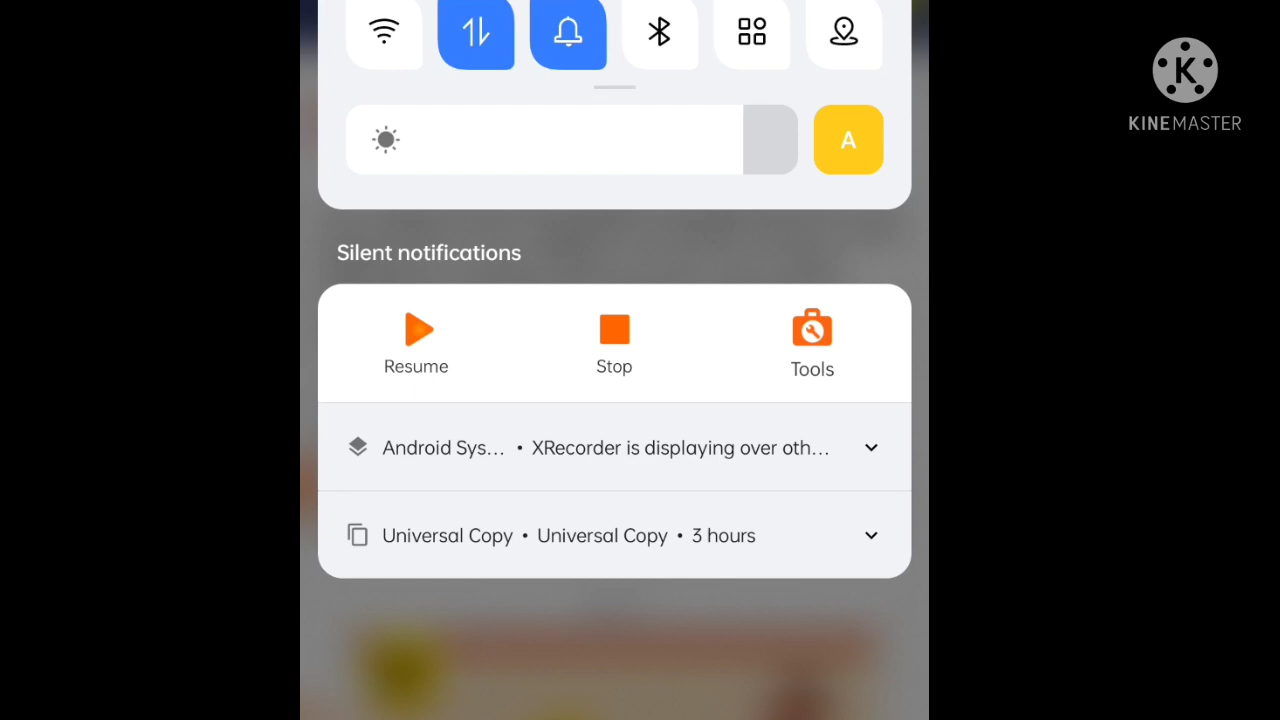 K
KINEMASTER
A
Silent notifications
Resume
Stop
Tools
Android Sys... • XRecorder is displaying over oth...
Universal Copy • Universal Copy • 3 hours